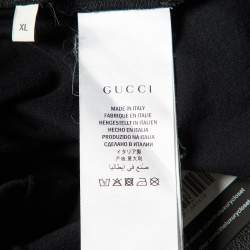 XL
GUCCI
MADE IN ITALY
FABRIQUÉ EN ITALIE
HERGESTELLT IN ITALIEN
HECHO EN ITALIA
PRODUZIDO NA ITÁLIA
СДЕЛАНО В ИТАЛИИ
イタリア製
产地:意大利
صنع في إيطاليا